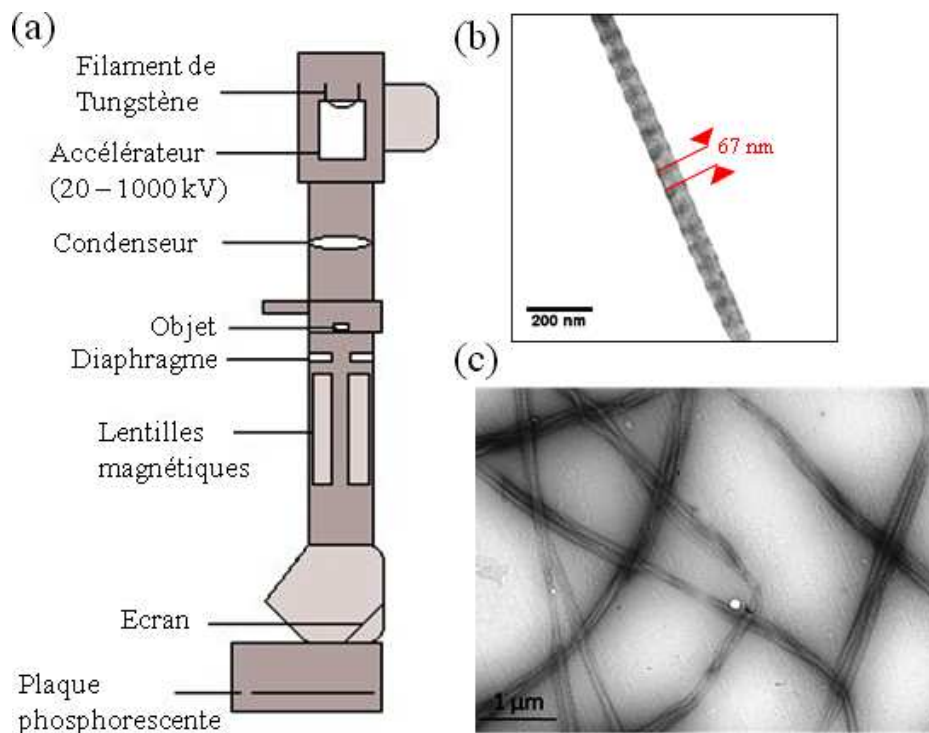 (a)
Filament de
Tungstène
Accélérateur
(20 – 1000 kV)
Condenseur
Objet
Diaphragme
Lentilles
magnétiques
Ecran
Plaque
phosphorescente
(b)
67 nm
200 nm
(c)
1 µm